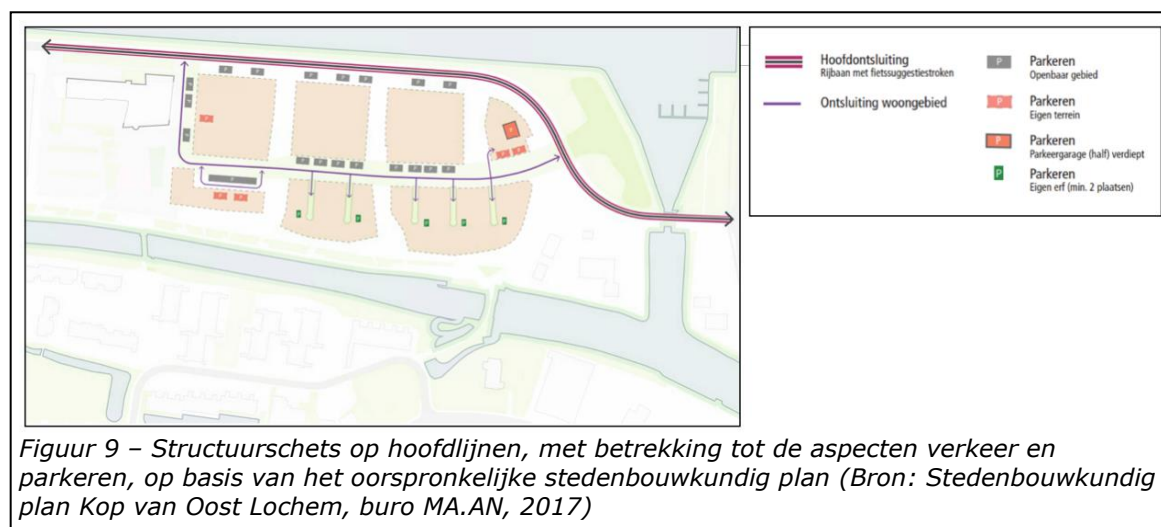 Hoofdontsluiting
Rijbaan met fietssuggestiestroken
Ontsluiting woongebied
P Parkeren
Openbaar gebied
P Parkeren
Eigen terrein
P Parkeren
Parkeergarage (half) verdiept
P Parkeren
Eigen erf (min. 2 plaatsen)
Figuur 9 – Structuurschets op hoofdlijnen, met betrekking tot de aspecten verkeer en
parkeren, op basis van het oorspronkelijke stedenbouwkundig plan (Bron: Stedenbouwkundig
plan Kop van Oost Lochem, buro MA.AN, 2017)